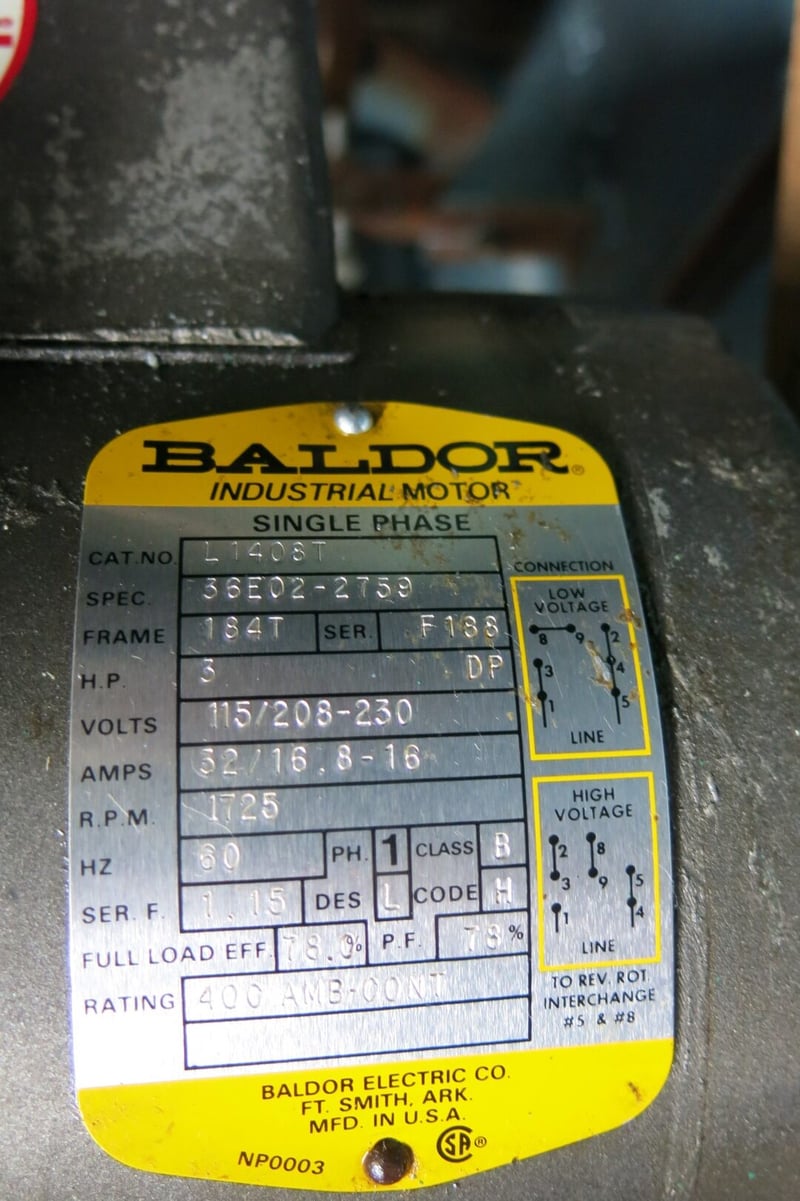 BALDOR®
INDUSTRIAL MOTOR
SINGLE PHASE
CAT.NO. L1408T
SPEC. 36E02-2759
FRAME 184T SER. F188
H.P. 3 DP
VOLTS 115/208-230
AMPS 32/16.8-16
R.P.M. 1725
HZ 60 PH. 1 CLASS B
SER. F. 1.15 DES L CODE H
FULL LOAD EFF. 78.0% P.F. 78%
RATING 40C AMB-CONT
CONNECTION
LOW
VOLTAGE
8 9 2
3 4
1 5
LINE
HIGH
VOLTAGE
2 8
3 9 5
1 4
LINE
TO REV. ROT.
INTERCHANGE
#5 & #8
BALDOR ELECTRIC CO.
FT. SMITH, ARK.
MFD. IN U.S.A.
NP0003 SA®